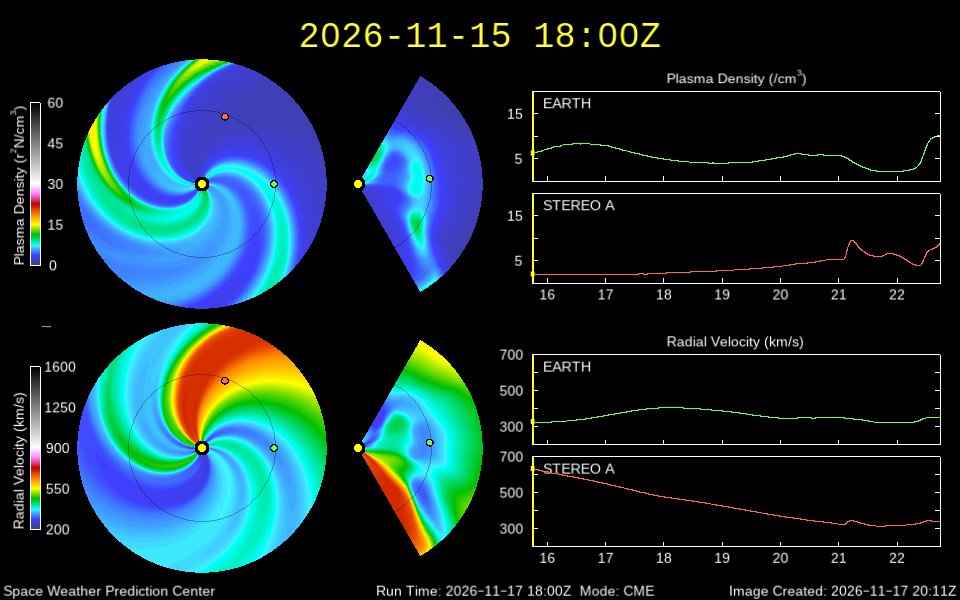 2026-11-15 18:00Z
Plasma Density (r²N/cm³)
60
45
30
15
0
Plasma Density (/cm³)
EARTH
15
5
STEREO A
15
5
16 17 18 19 20 21 22
Radial Velocity (km/s)
1600
1250
900
550
200
Radial Velocity (km/s)
700
EARTH
500
300
700
STEREO A
500
300
16 17 18 19 20 21 22
Space Weather Prediction Center
Run Time: 2026-11-17 18:00Z Mode: CME
Image Created: 2026-11-17 20:11Z